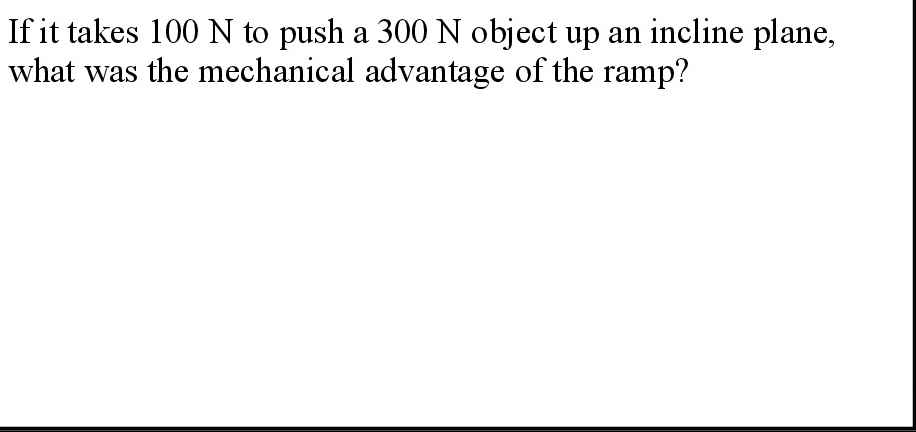 If it takes 100 N to push a 300 N object up an incline plane,
what was the mechanical advantage of the ramp?